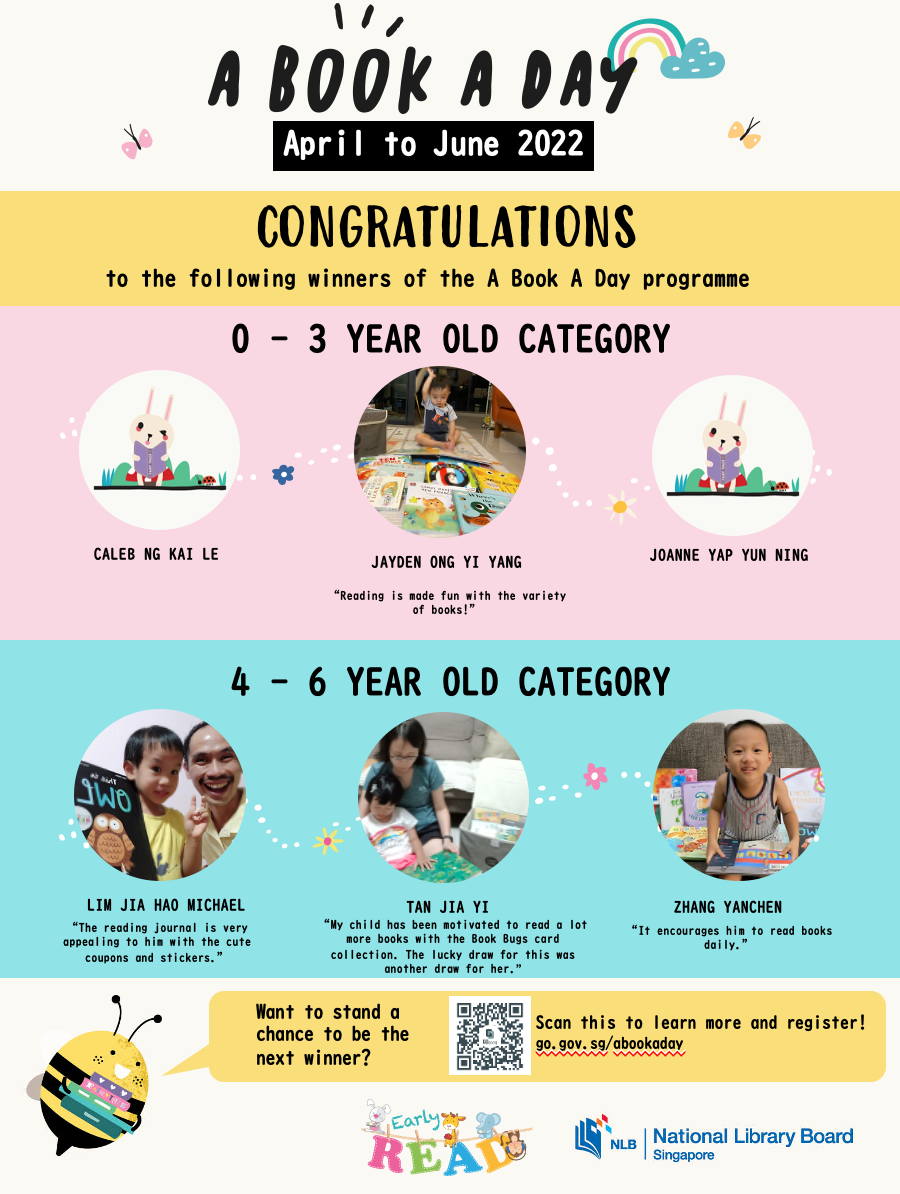 A BOOK A DAY
April to June 2022
CONGRATULATIONS
to the following winners of the A Book A Day programme
0 - 3 YEAR OLD CATEGORY
CALEB NG KAI LE
JAYDEN ONG YI YANG
JOANNE YAP YUN NING
“Reading is made fun with the variety
of books!”
4 - 6 YEAR OLD CATEGORY
OWL
LIM JIA HAO MICHAEL
“The reading journal is very
appealing to him with the cute
coupons and stickers.”
TAN JIA YI
“My child has been motivated to read a lot
more books with the Book Bugs card
collection. The lucky draw for this was
another draw for her.”
ZHANG YANCHEN
“It encourages him to read books
daily.”
Want to stand a
chance to be the
next winner?
Scan this to learn more and register!
go.gov.sg/abookaday
Early
READ
NLB
National Library Board
Singapore